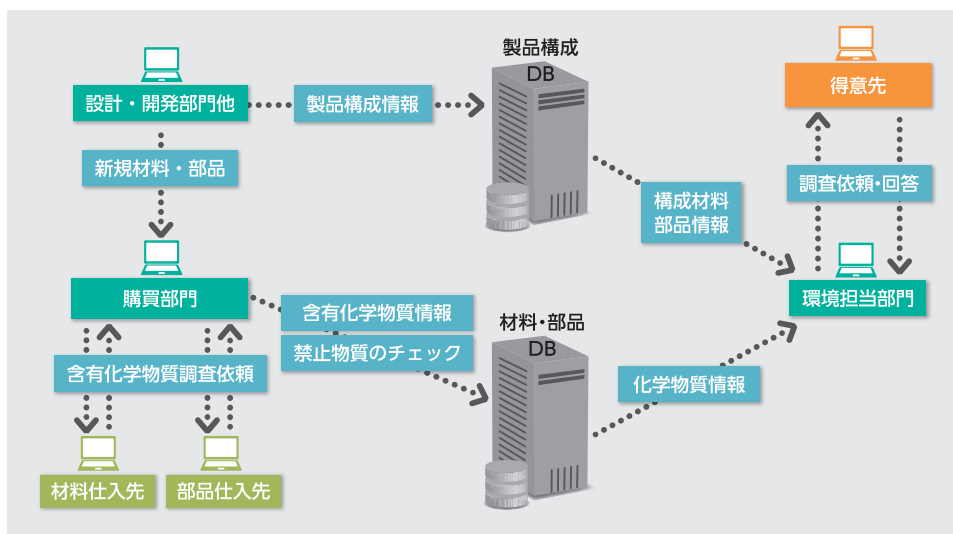 製品構成
DB
得意先
設計・開発部門他
製品構成情報
新規材料・部品
調査依頼・回答
構成材料
部品情報
購買部門
環境担当部門
含有化学物質情報
禁止物質のチェック
材料・部品
DB
含有化学物質調査依頼
化学物質情報
材料仕入先
部品仕入先